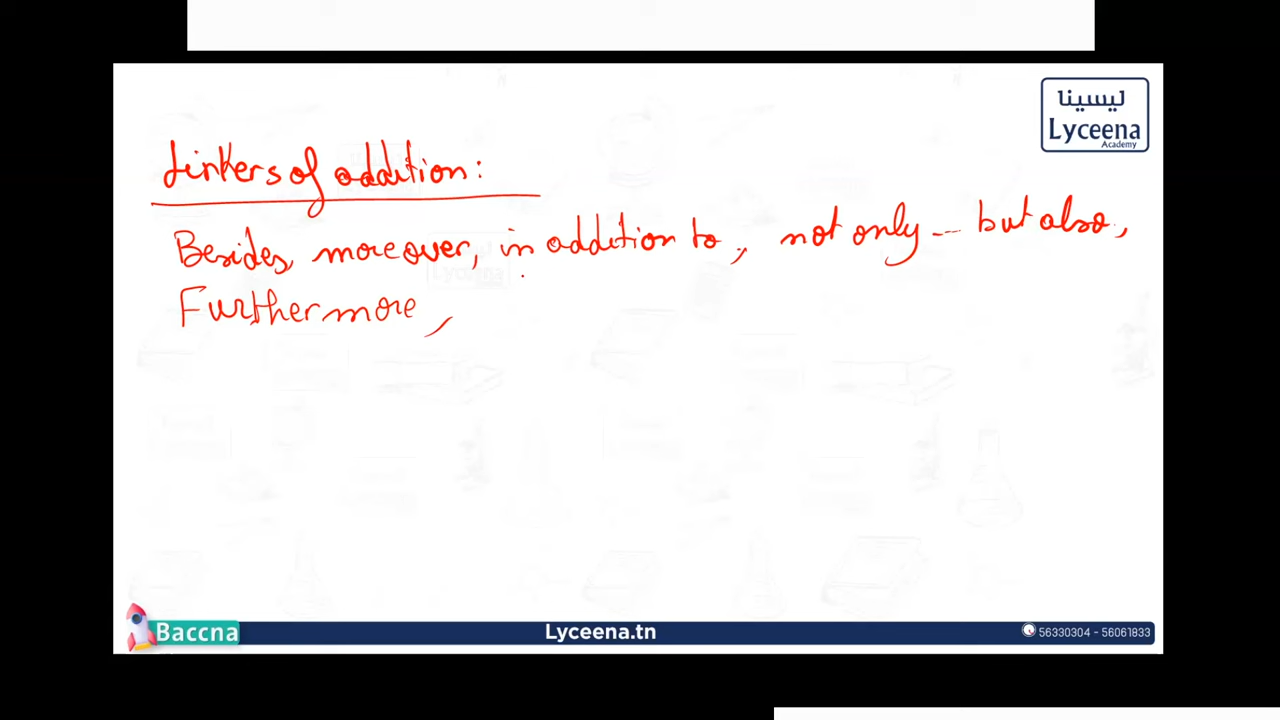 ليسينا
Lyceena
Academy
Linkers of addition:
Besides, moreover, in addition to, not only -- but also,
Furthermore,
Baccna
Lyceena.tn
56330304 - 56061833